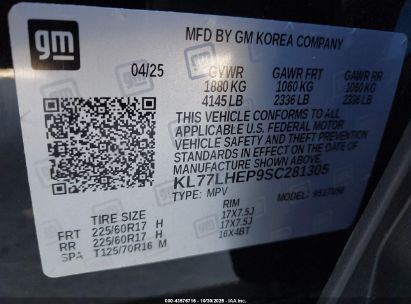 gm
MFD BY GM KOREA COMPANY
04/25
GVWR GAWR FRT GAWR RR
1880 KG 1060 KG 1060 KG
4145 LB 2336 LB 2336 LB
THIS VEHICLE CONFORMS TO ALL
APPLICABLE U.S. FEDERAL MOTOR
VEHICLE SAFETY AND THEFT PREVENTION
STANDARDS IN EFFECT ON THE DATE OF
MANUFACTURE SHOWN ABOVE.
KL77LHEP9SC281305
TYPE: MPV MODEL:
TIRE SIZE RIM
FRT 225/60R17 H 17X7.5J
RR 225/60R17 H 17X7.5J
SPA T125/70R16 M 16X4BT